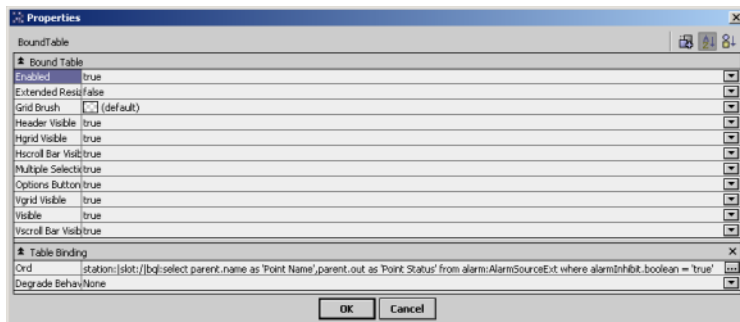 Properties
BoundTable
Bound Table
Enabled true
Extended Resiz false
Grid Brush (default)
Header Visible true
Hgrid Visible true
Hscroll Bar Visib true
Multiple Selectio true
Options Button true
Vgrid Visible true
Visible true
Vscroll Bar Visib true
Table Binding
Ord station:|slot:/|bql:select parent.name as 'Point Name',parent.out as 'Point Status' from alarm:AlarmSourceExt where alarmInhibit.boolean = 'true'
Degrade Behav None
OK Cancel